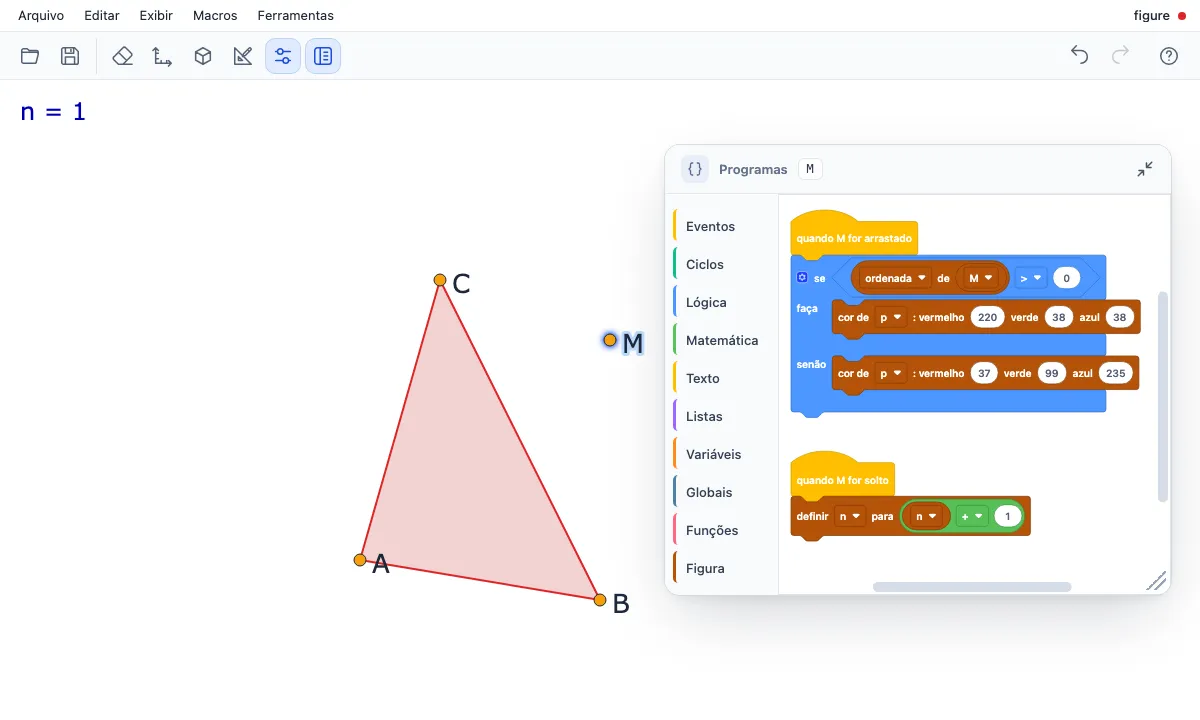 Arquivo Editar Exibir Macros Ferramentas figure
n = 1
Programas M
Eventos
Ciclos
Lógica
Matemática
Texto
Listas
Variáveis
Globais
Funções
Figura
quando M for arrastado
se ordenada de M > 0
faça cor de p : vermelho 220 verde 38 azul 38
senão cor de p : vermelho 37 verde 99 azul 235
quando M for solto
definir n para n + 1
C
M
A
B